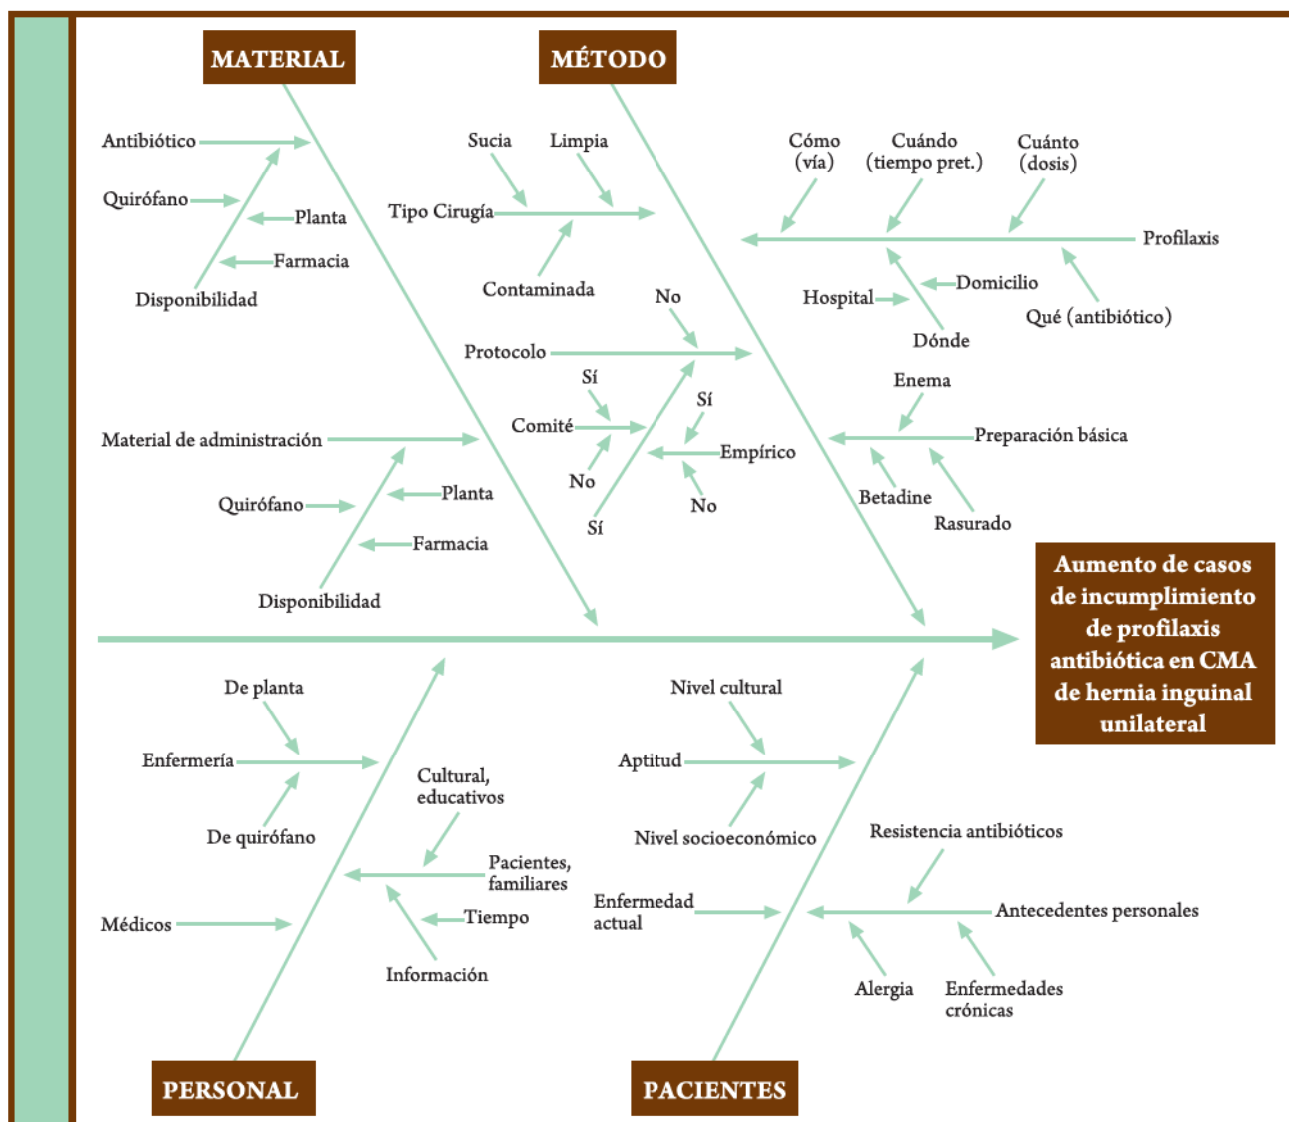 MATERIAL
MÉTODO
Antibiótico
Quirófano
Planta
Farmacia
Disponibilidad
Sucia
Limpia
Tipo Cirugía
Contaminada
Cómo
(vía)
Cuándo
(tiempo pret.)
Cuánto
(dosis)
Profilaxis
Hospital
Domicilio
Dónde
Qué (antibiótico)
No
Protocolo
Sí
Comité
No
Sí
Empírico
No
Sí
Enema
Preparación básica
Betadine
Rasurado
Material de administración
Quirófano
Planta
Farmacia
Disponibilidad
Aumento de casos
de incumplimiento
de profilaxis
antibiótica en CMA
de hernia inguinal
unilateral
De planta
Enfermería
De quirófano
Cultural,
educativos
Pacientes,
familiares
Tiempo
Información
Médicos
Nivel cultural
Aptitud
Nivel socioeconómico
Resistencia antibióticos
Enfermedad
actual
Antecedentes personales
Alergia
Enfermedades
crónicas
PERSONAL
PACIENTES